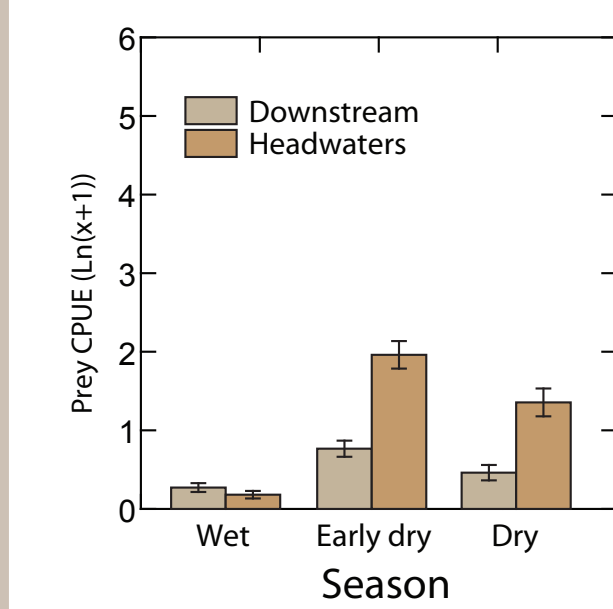 6
5
4
3
2
1
0
Prey CPUE (Ln(x+1))
Downstream
Headwaters
Wet Early dry Dry
Season